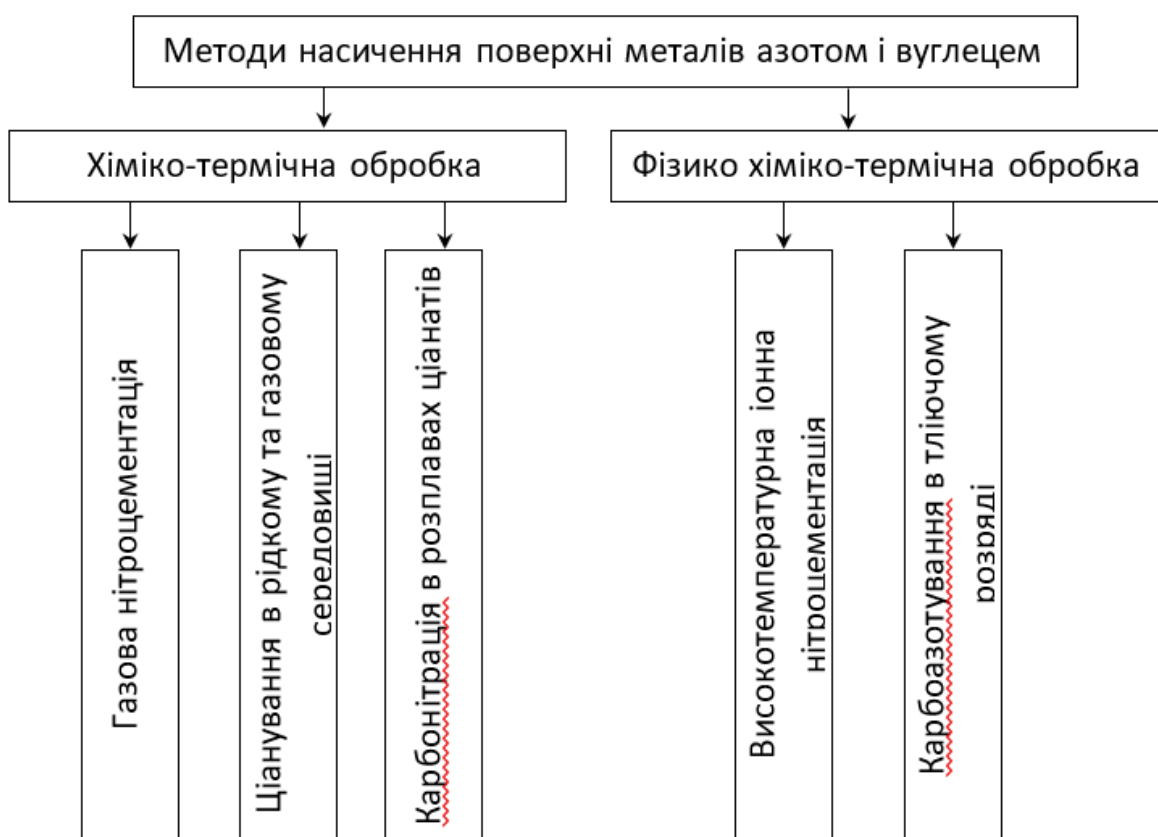 Методи насичення поверхні металів азотом і вуглецем
Хіміко-термічна обробка
Фізико хіміко-термічна обробка
Газова нітроцементація
Ціанування в рідкому та газовому
середовиші
Карбонітрація в розплавах ціанатів
Високотемпературна іонна
нітроцементація
Карбоазотування в тліючому
розряді